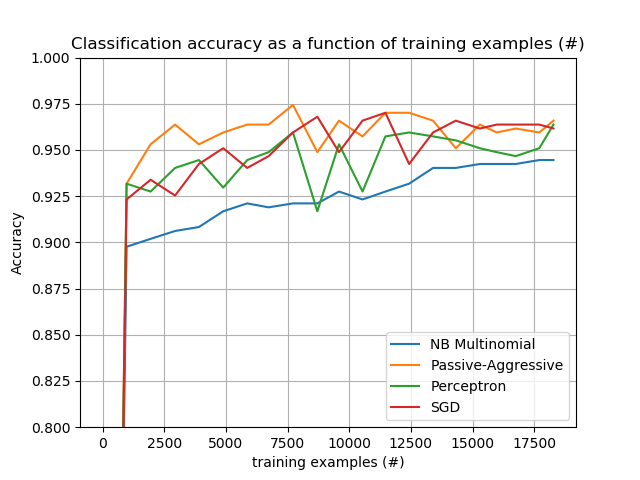 Classification accuracy as a function of training examples (#)
1.000
0.975
0.950
0.925
0.900
0.875
0.850
0.825
0.800
Accuracy
NB Multinomial
Passive-Aggressive
Perceptron
SGD
0 2500 5000 7500 10000 12500 15000 17500
training examples (#)